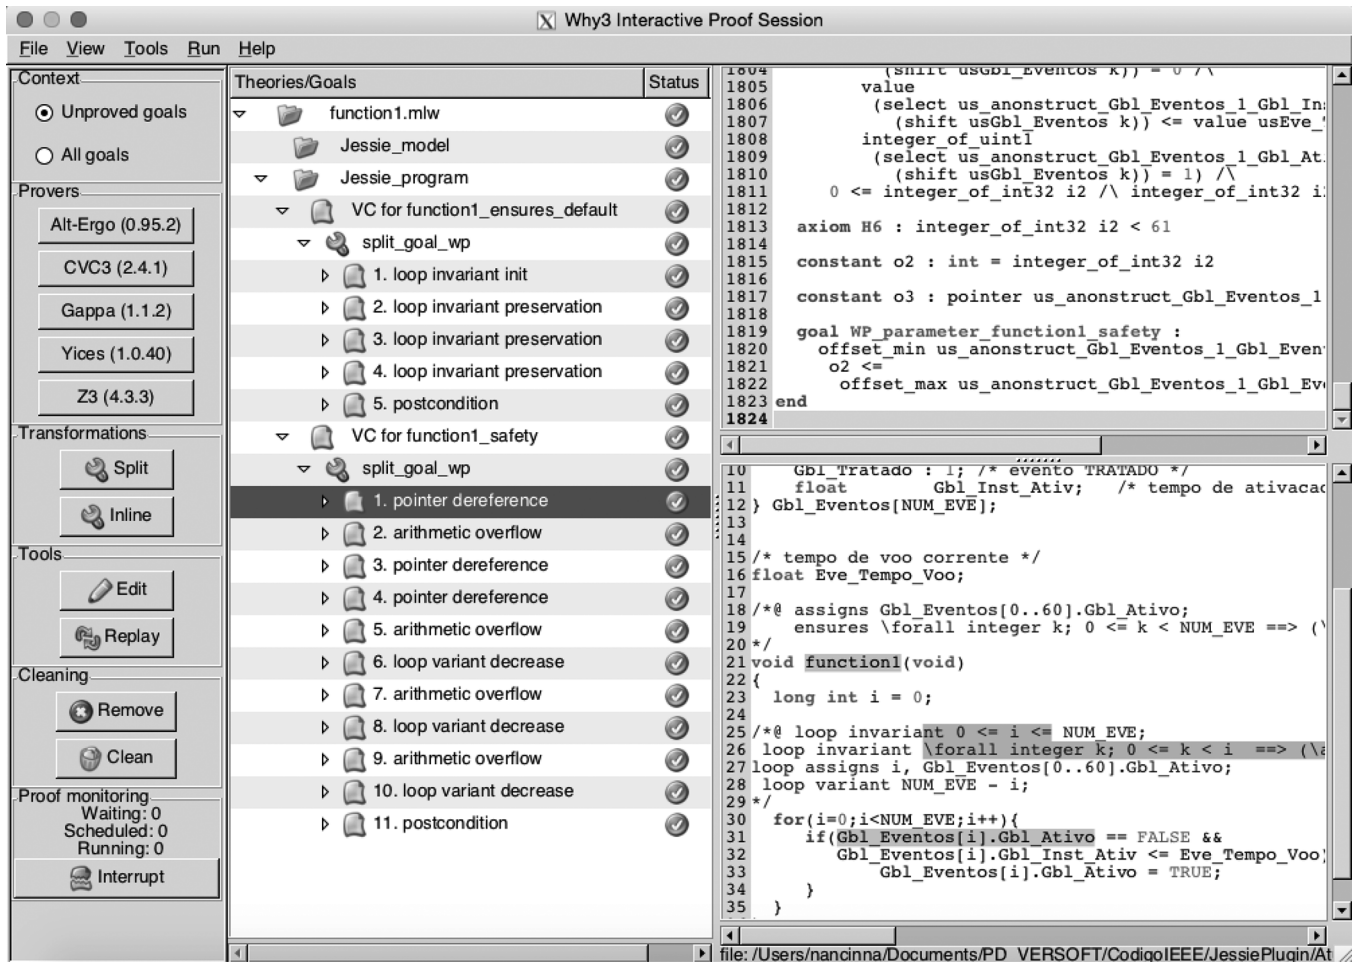 Why3 Interactive Proof Session
File View Tools Run Help
Context
Unproved goals
All goals
Provers
Alt-Ergo (0.95.2)
CVC3 (2.4.1)
Gappa (1.1.2)
Yices (1.0.40)
Z3 (4.3.3)
Transformations
Split
Inline
Tools
Edit
Replay
Cleaning
Remove
Clean
Proof monitoring
Waiting: 0
Scheduled: 0
Running: 0
Interrupt
Theories/Goals Status
function1.mlw
Jessie_model
Jessie_program
VC for function1_ensures_default
split_goal_wp
1. loop invariant init
2. loop invariant preservation
3. loop invariant preservation
4. loop invariant preservation
5. postcondition
VC for function1_safety
split_goal_wp
1. pointer dereference
2. arithmetic overflow
3. pointer dereference
4. pointer dereference
5. arithmetic overflow
6. loop variant decrease
7. arithmetic overflow
8. loop variant decrease
9. arithmetic overflow
10. loop variant decrease
11. postcondition
1804 (shift usGbl_Eventos k)) = 0 /\
1805 value
1806 (select us_anonstruct_Gbl_Eventos_1_Gbl_Ins
1807 (shift usGbl_Eventos k)) <= value usEve_
1808 integer_of_uint1
1809 (select us_anonstruct_Gbl_Eventos_1_Gbl_At
1810 (shift usGbl_Eventos k)) = 1) /\
1811 0 <= integer_of_int32 i2 /\ integer_of_int32 i
1812
1813 axiom H6 : integer_of_int32 i2 < 61
1814
1815 constant o2 : int = integer_of_int32 i2
1816
1817 constant o3 : pointer us_anonstruct_Gbl_Eventos_1
1818
1819 goal WP_parameter_function1_safety :
1820 offset_min us_anonstruct_Gbl_Eventos_1_Gbl_Even
1821 o2 <=
1822 offset_max us_anonstruct_Gbl_Eventos_1_Gbl_Eve
1823 end
1824
10 Gbl_Tratado : 1; /* evento TRATADO */
11 float Gbl_Inst_Ativ; /* tempo de ativacao
12 } Gbl_Eventos[NUM_EVE];
13
14
15 /* tempo de voo corrente */
16 float Eve_Tempo_Voo;
17
18 /*@ assigns Gbl_Eventos[0..60].Gbl_Ativo;
19 ensures \forall integer k; 0 <= k < NUM_EVE ==> (\
20 */
21 void function1(void)
22 {
23 long int i = 0;
24
25 /*@ loop invariant 0 <= i <= NUM_EVE;
26 loop invariant \forall integer k; 0 <= k < i ==> (\a
27 loop assigns i, Gbl_Eventos[0..60].Gbl_Ativo;
28 loop variant NUM_EVE - i;
29 */
30 for(i=0;i<NUM_EVE;i++){
31 if(Gbl_Eventos[i].Gbl_Ativo == FALSE &&
32 Gbl_Eventos[i].Gbl_Inst_Ativ <= Eve_Tempo_Voo)
33 Gbl_Eventos[i].Gbl_Ativo = TRUE;
34 }
35 }
file: /Users/nancinna/Documents/PD_VERSOFT/CodigoIEEE/JessiePlugin/At